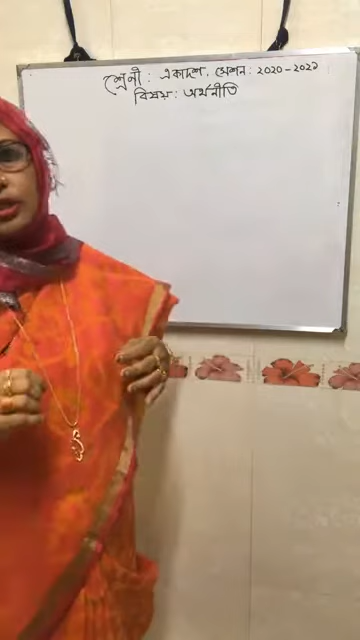 শ্রেনী : একাদশ, সেশন : ২০২০-২০২১
বিষয় : অর্থনীতি